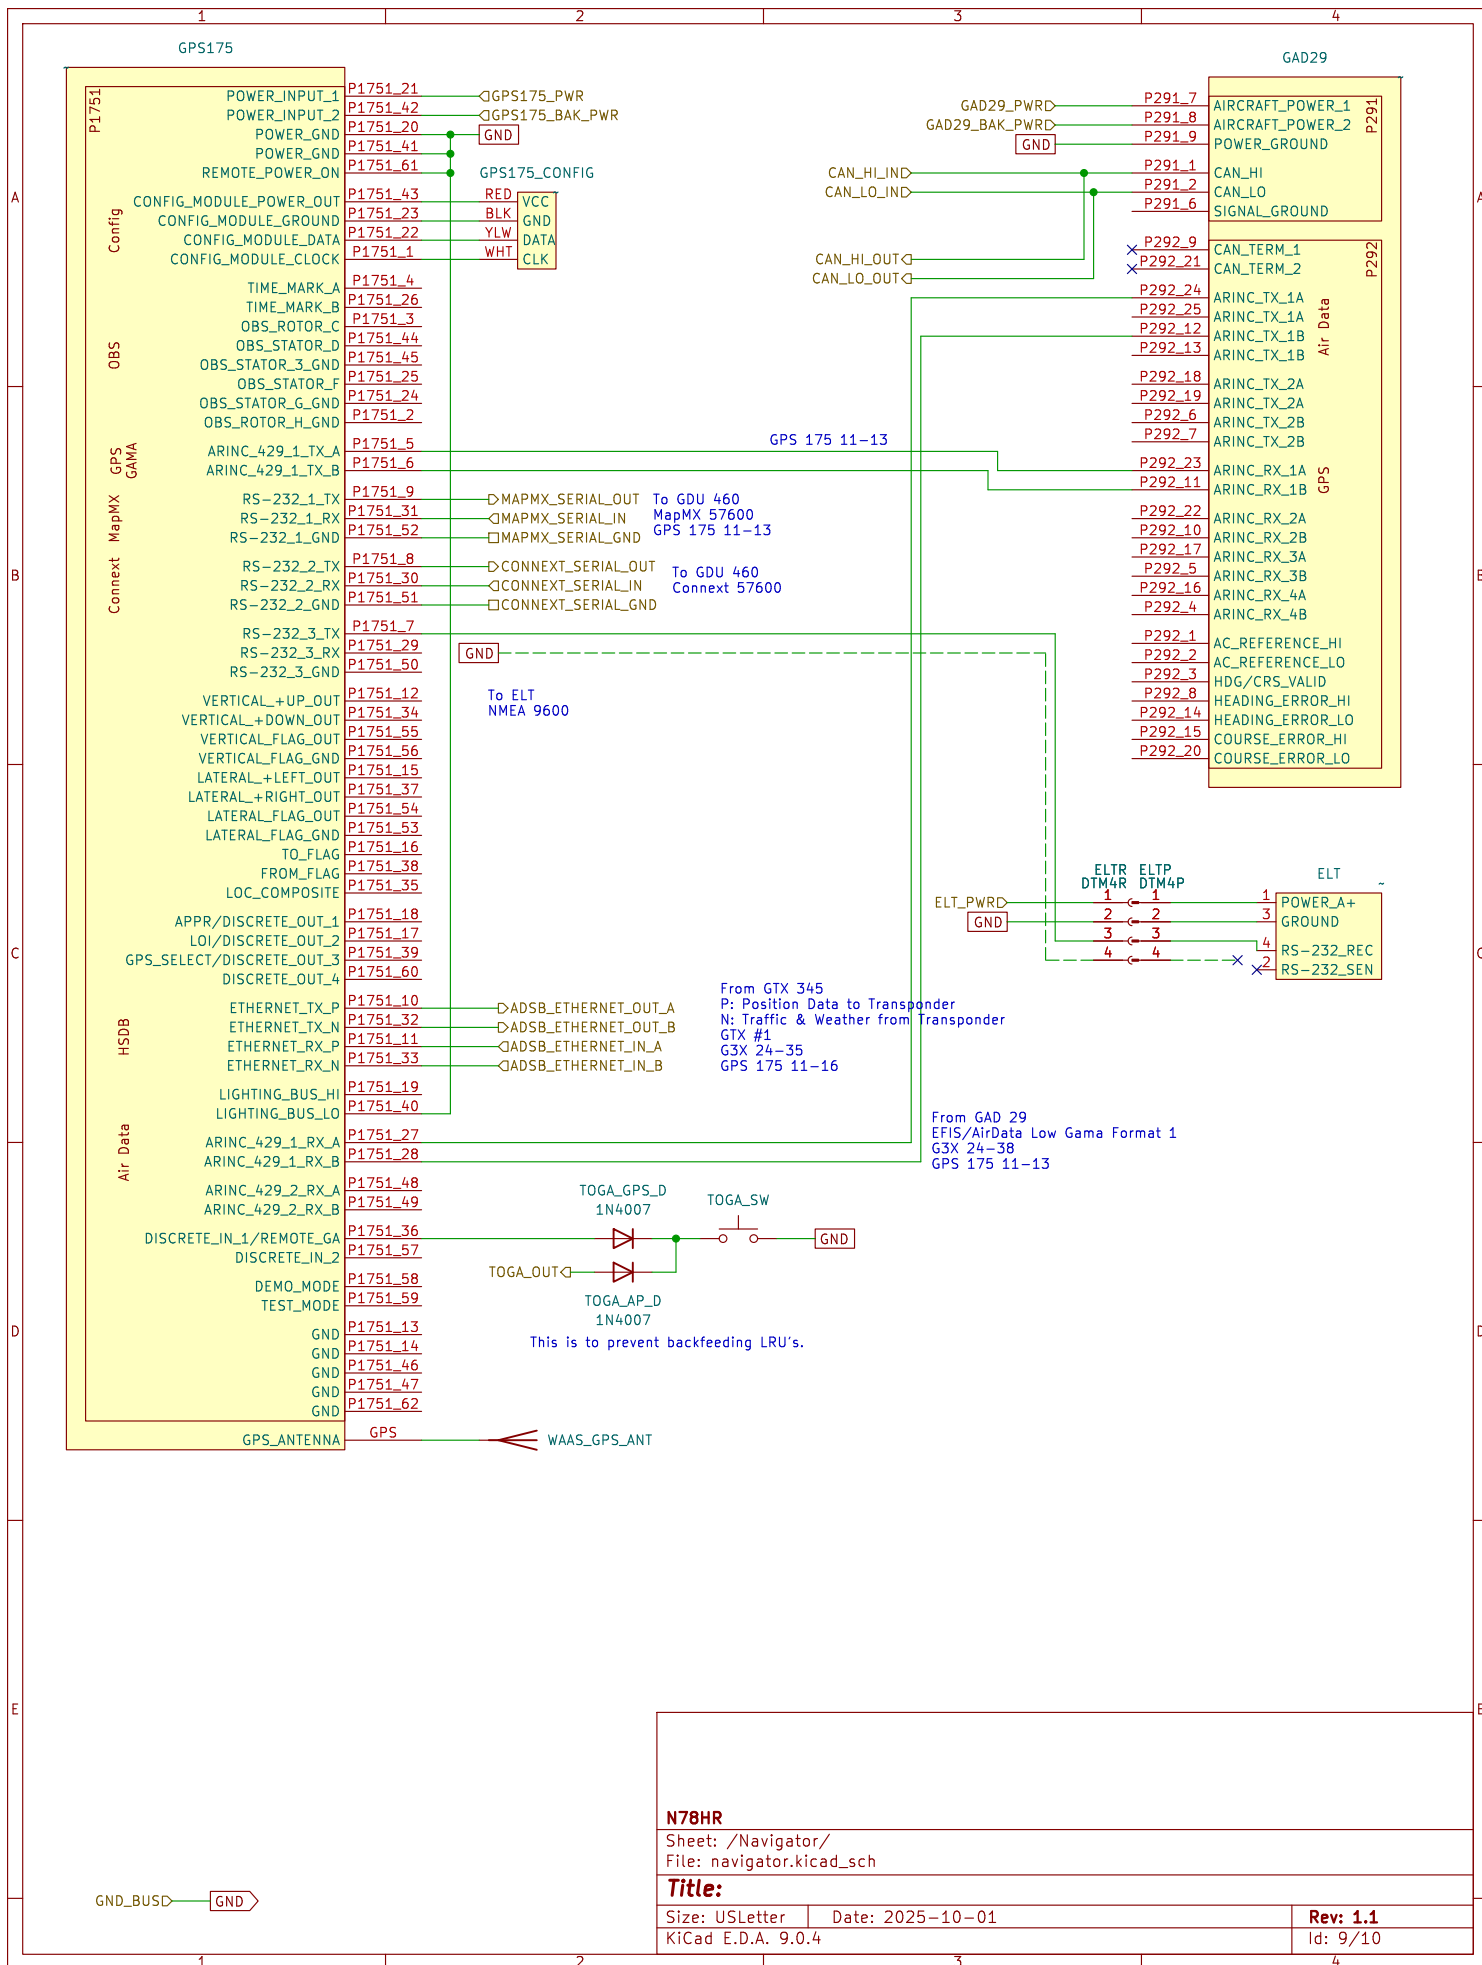 1 2 3 4
GPS175
P1751
POWER_INPUT_1 P1751_21 GPS175_PWR
POWER_INPUT_2 P1751_42 GPS175_BAK_PWR
POWER_GND P1751_20 GND
POWER_GND P1751_41
REMOTE_POWER_ON P1751_61
GPS175_CONFIG
Config
CONFIG_MODULE_POWER_OUT P1751_43 RED VCC
CONFIG_MODULE_GROUND P1751_23 BLK GND
CONFIG_MODULE_DATA P1751_22 YLW DATA
CONFIG_MODULE_CLOCK P1751_1 WHT CLK
TIME_MARK_A P1751_4
TIME_MARK_B P1751_26
OBS
OBS_ROTOR_C P1751_3
OBS_STATOR_D P1751_44
OBS_STATOR_3_GND P1751_45
OBS_STATOR_F P1751_25
OBS_STATOR_G_GND P1751_24
OBS_ROTOR_H_GND P1751_2
GPS
GAMA
ARINC_429_1_TX_A P1751_5
ARINC_429_1_TX_B P1751_6
GPS 175 11-13
MapMX
RS-232_1_TX P1751_9 MAPMX_SERIAL_OUT
RS-232_1_RX P1751_31 MAPMX_SERIAL_IN
RS-232_1_GND P1751_52 MAPMX_SERIAL_GND
To GDU 460
MapMX 57600
GPS 175 11-13
Connext
RS-232_2_TX P1751_8 CONNEXT_SERIAL_OUT
RS-232_2_RX P1751_30 CONNEXT_SERIAL_IN
RS-232_2_GND P1751_51 CONNEXT_SERIAL_GND
To GDU 460
Connext 57600
RS-232_3_TX P1751_7
RS-232_3_RX P1751_29 GND
RS-232_3_GND P1751_50
To ELT
NMEA 9600
VERTICAL_+UP_OUT P1751_12
VERTICAL_+DOWN_OUT P1751_34
VERTICAL_FLAG_OUT P1751_55
VERTICAL_FLAG_GND P1751_56
LATERAL_+LEFT_OUT P1751_15
LATERAL_+RIGHT_OUT P1751_37
LATERAL_FLAG_OUT P1751_54
LATERAL_FLAG_GND P1751_53
TO_FLAG P1751_16
FROM_FLAG P1751_38
LOC_COMPOSITE P1751_35
APPR/DISCRETE_OUT_1 P1751_18
LOI/DISCRETE_OUT_2 P1751_17
GPS_SELECT/DISCRETE_OUT_3 P1751_39
DISCRETE_OUT_4 P1751_60
HSDB
ETHERNET_TX_P P1751_10 ADSB_ETHERNET_OUT_A
ETHERNET_TX_N P1751_32 ADSB_ETHERNET_OUT_B
ETHERNET_RX_P P1751_11 ADSB_ETHERNET_IN_A
ETHERNET_RX_N P1751_33 ADSB_ETHERNET_IN_B
From GTX 345
P: Position Data to Transponder
N: Traffic & Weather from Transponder
GTX #1
G3X 24-35
GPS 175 11-16
LIGHTING_BUS_HI P1751_19
LIGHTING_BUS_LO P1751_40
Air Data
ARINC_429_1_RX_A P1751_27
ARINC_429_1_RX_B P1751_28
From GAD 29
EFIS/AirData Low Gama Format 1
G3X 24-38
GPS 175 11-13
ARINC_429_2_RX_A P1751_48
ARINC_429_2_RX_B P1751_49
DISCRETE_IN_1/REMOTE_GA P1751_36
DISCRETE_IN_2 P1751_57
TOGA_GPS_D
1N4007
TOGA_SW
GND
TOGA_OUT
TOGA_AP_D
1N4007
This is to prevent backfeeding LRU's.
DEMO_MODE P1751_58
TEST_MODE P1751_59
GND P1751_13
GND P1751_14
GND P1751_46
GND P1751_47
GND P1751_62
GPS_ANTENNA GPS WAAS_GPS_ANT
GAD29
P291
GAD29_PWR P291_7 AIRCRAFT_POWER_1
GAD29_BAK_PWR P291_8 AIRCRAFT_POWER_2
GND P291_9 POWER_GROUND
CAN_HI_IN P291_1 CAN_HI
CAN_LO_IN P291_2 CAN_LO
P291_6 SIGNAL_GROUND
P292
P292_9 CAN_TERM_1
CAN_HI_OUT P292_21 CAN_TERM_2
CAN_LO_OUT
Air Data
P292_24 ARINC_TX_1A
P292_25 ARINC_TX_1A
P292_12 ARINC_TX_1B
P292_13 ARINC_TX_1B
P292_18 ARINC_TX_2A
P292_19 ARINC_TX_2A
P292_6 ARINC_TX_2B
P292_7 ARINC_TX_2B
GPS
P292_23 ARINC_RX_1A
P292_11 ARINC_RX_1B
P292_22 ARINC_RX_2A
P292_10 ARINC_RX_2B
P292_17 ARINC_RX_3A
P292_5 ARINC_RX_3B
P292_16 ARINC_RX_4A
P292_4 ARINC_RX_4B
P292_1 AC_REFERENCE_HI
P292_2 AC_REFERENCE_LO
P292_3 HDG/CRS_VALID
P292_8 HEADING_ERROR_HI
P292_14 HEADING_ERROR_LO
P292_15 COURSE_ERROR_HI
P292_20 COURSE_ERROR_LO
ELTR ELTP
DTM4R DTM4P
ELT
~
ELT_PWR 1 1 1 POWER_A+
GND 2 2 3 GROUND
3 3 4 RS-232_REC
4 4 2 RS-232_SEN
A
B
C
D
E
A
B
C
D
E
N78HR
Sheet: /Navigator/
File: navigator.kicad_sch
Title:
Size: USLetter Date: 2025-10-01 Rev: 1.1
KiCad E.D.A. 9.0.4 Id: 9/10
GND_BUS GND
1 2 3 4